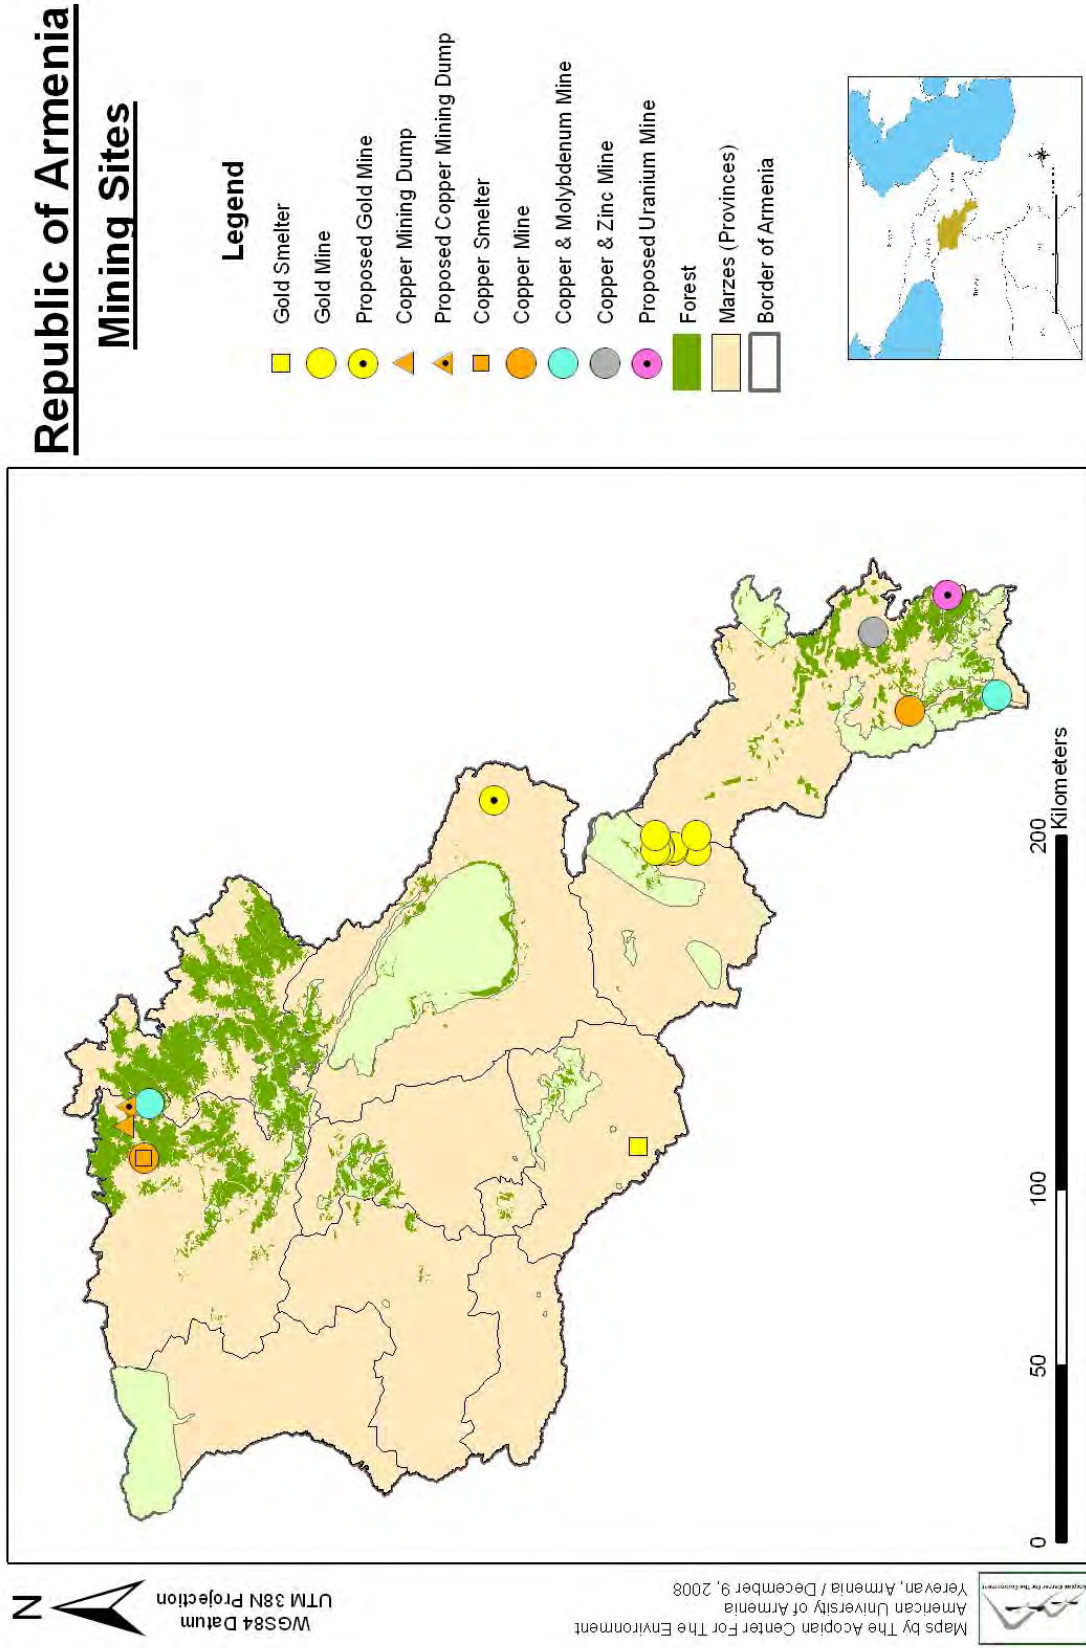 Republic of Armenia
Mining Sites
Legend
Gold Smelter
Gold Mine
Proposed Gold Mine
Copper Mining Dump
Proposed Copper Mining Dump
Copper Smelter
Copper Mine
Copper & Molybdenum Mine
Copper & Zinc Mine
Proposed Uranium Mine
Forest
Marzes (Provinces)
Border of Armenia
0 50 100 200
Kilometers
N
WGS84 Datum
UTM 38N Projection
Maps by The Acopian Center For The Environment
American University of Armenia
Yerevan, Armenia / December 9, 2008